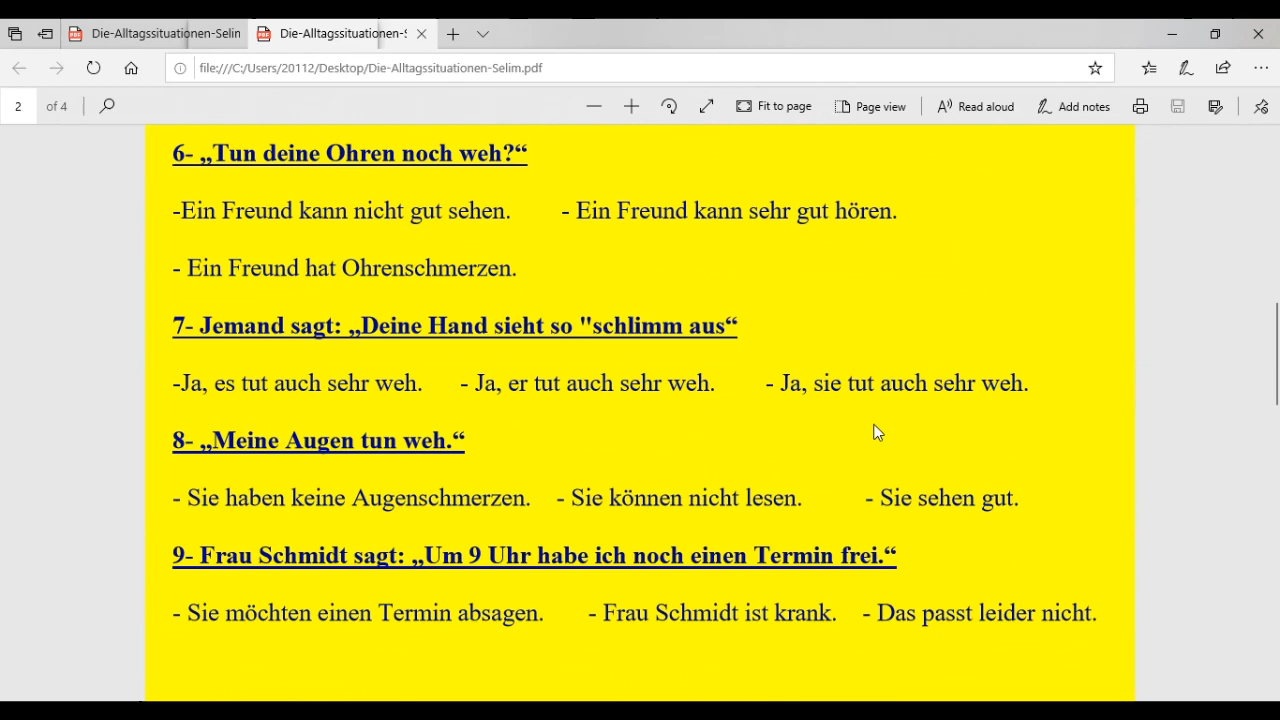 Die-Alltagssituationen-Selin Die-Alltagssituationen-S
file:///C:/Users/20112/Desktop/Die-Alltagssituationen-Selim.pdf
2 of 4 Fit to page Page view Read aloud Add notes
6- „Tun deine Ohren noch weh?“
-Ein Freund kann nicht gut sehen. - Ein Freund kann sehr gut hören.
- Ein Freund hat Ohrenschmerzen.
7- Jemand sagt: „Deine Hand sieht so "schlimm aus“
-Ja, es tut auch sehr weh. - Ja, er tut auch sehr weh. - Ja, sie tut auch sehr weh.
8- „Meine Augen tun weh.“
- Sie haben keine Augenschmerzen. - Sie können nicht lesen. - Sie sehen gut.
9- Frau Schmidt sagt: „Um 9 Uhr habe ich noch einen Termin frei.“
- Sie möchten einen Termin absagen. - Frau Schmidt ist krank. - Das passt leider nicht.